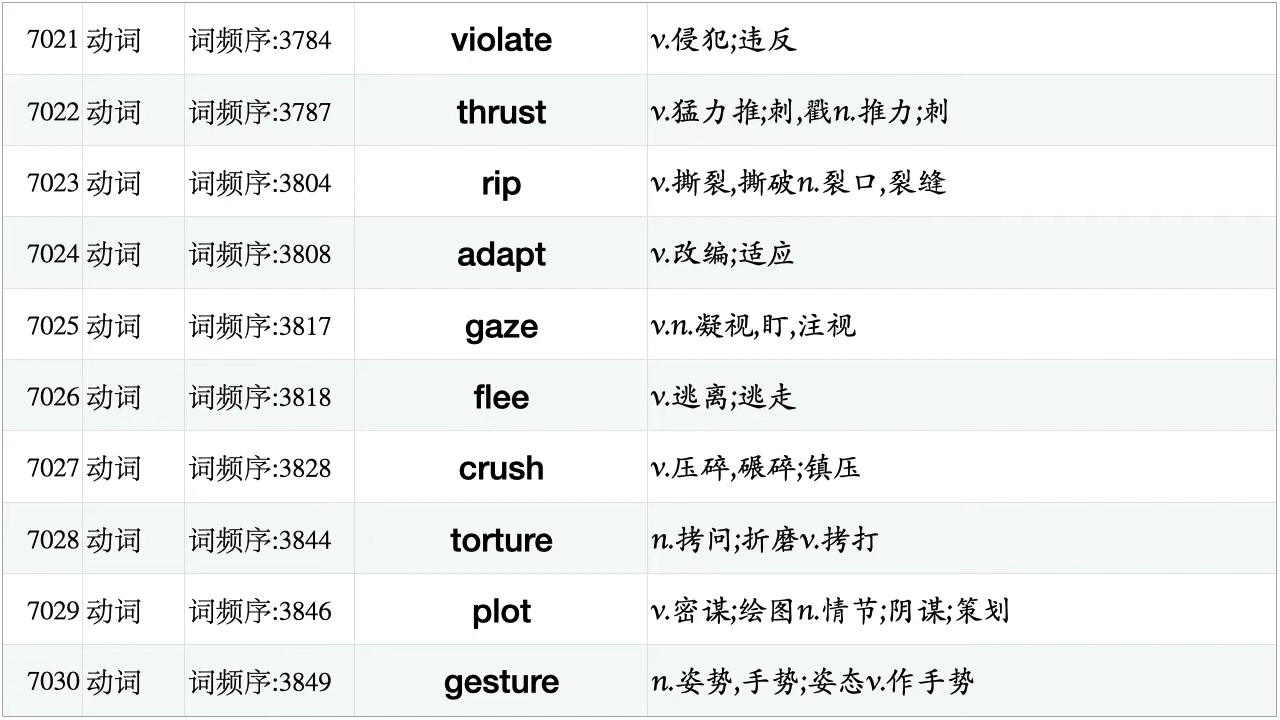 7021 动词 词频序:3784 violate v.侵犯;违反
7022 动词 词频序:3787 thrust v.猛力推;刺,戳n.推力;刺
7023 动词 词频序:3804 rip v.撕裂,撕破n.裂口,裂缝
7024 动词 词频序:3808 adapt v.改编;适应
7025 动词 词频序:3817 gaze v.n.凝视,盯,注视
7026 动词 词频序:3818 flee v.逃离;逃走
7027 动词 词频序:3828 crush v.压碎,碾碎;镇压
7028 动词 词频序:3844 torture n.拷问;折磨v.拷打
7029 动词 词频序:3846 plot v.密谋;绘图n.情节;阴谋;策划
7030 动词 词频序:3849 gesture n.姿势,手势;姿态v.作手势